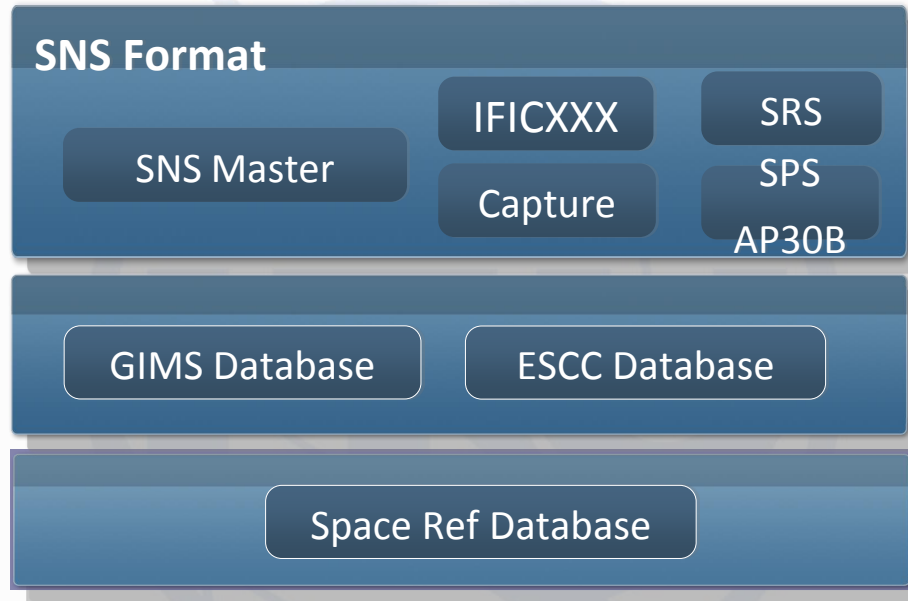 SNS Format
SNS Master
IFICXXX
SRS
Capture
SPS
AP30B
GIMS Database
ESCC Database
Space Ref Database